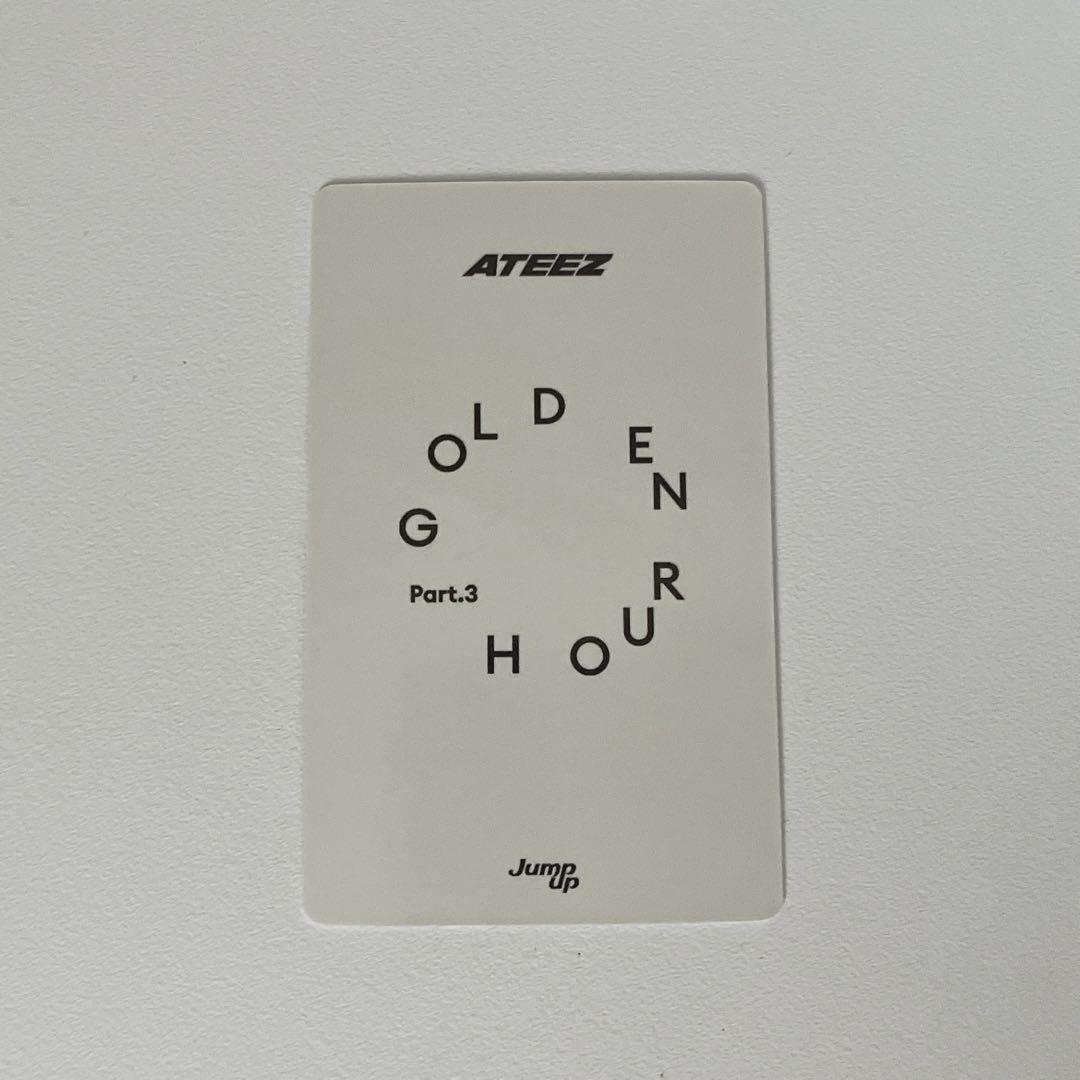 ATEEZ
GOLDEN
HOUR
Part.3
Jump
up